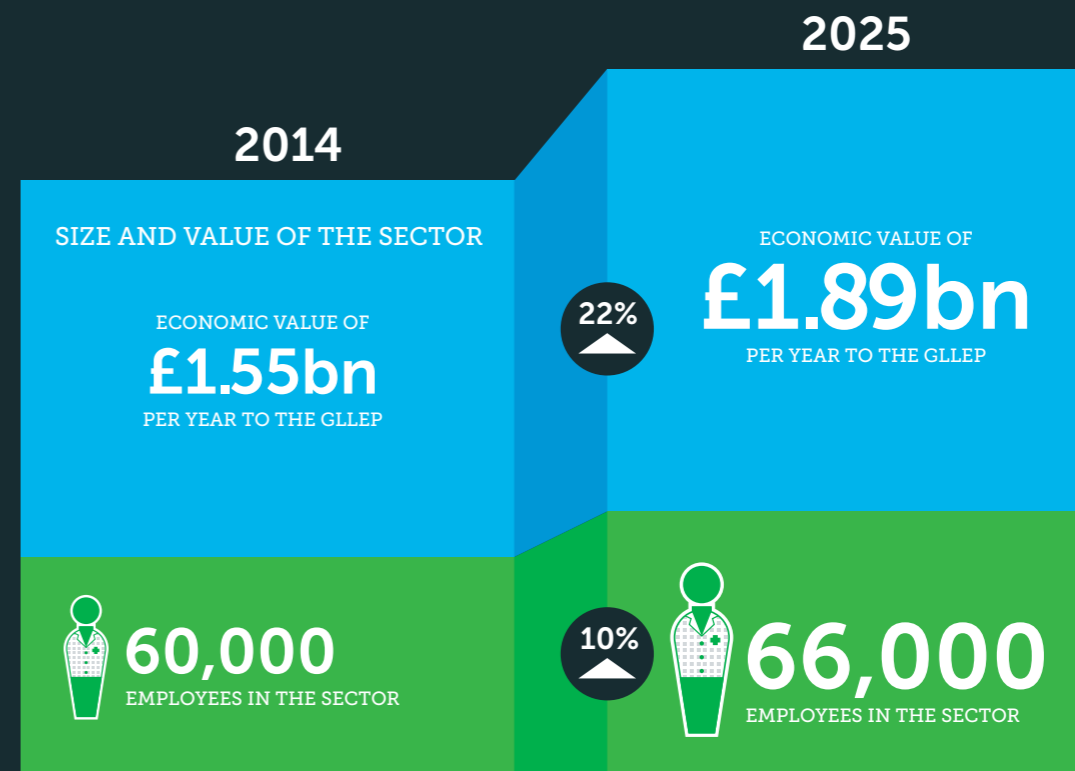 2014
SIZE AND VALUE OF THE SECTOR
ECONOMIC VALUE OF
£1.55bn
PER YEAR TO THE GLLEP
60,000
EMPLOYEES IN THE SECTOR
22%
10%
2025
ECONOMIC VALUE OF
£1.89bn
PER YEAR TO THE GLLEP
66,000
EMPLOYEES IN THE SECTOR